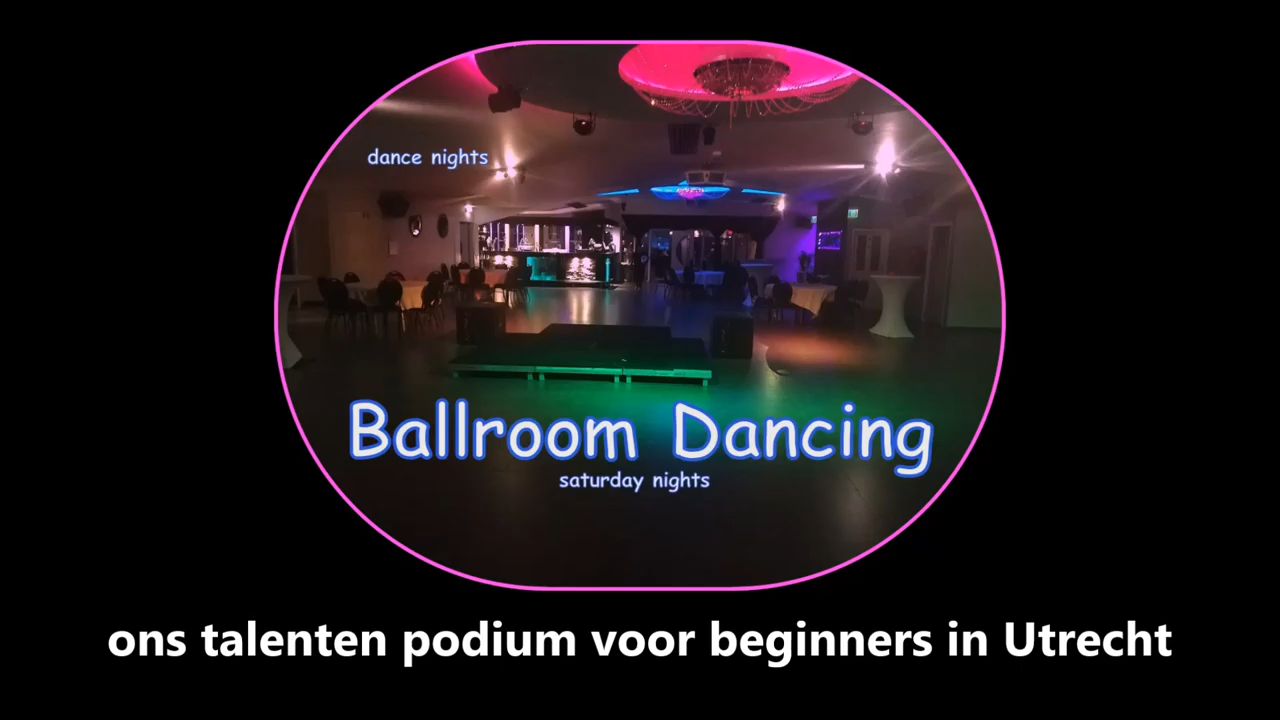 dance nights
Ballroom Dancing
saturday nights
ons talenten podium voor beginners in Utrecht